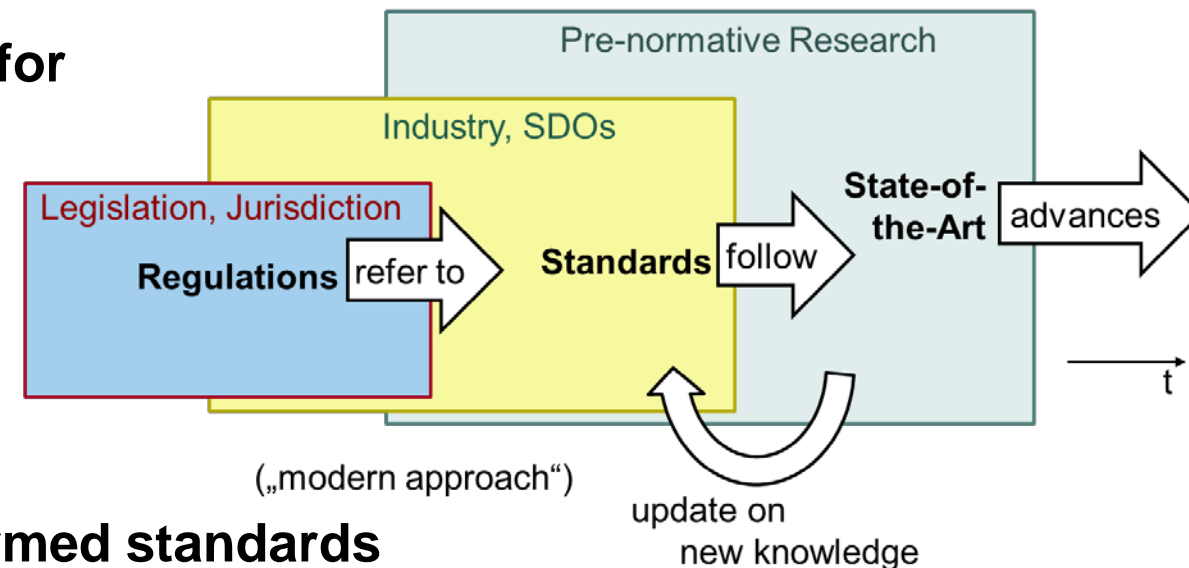 for
Pre-normative Research
Industry, SDOs
Legislation, Jurisdiction
Regulations
refer to
Standards
follow
State-of-
the-Art
advances
t
(„modern approach“)
update on
new knowledge
rmed standards